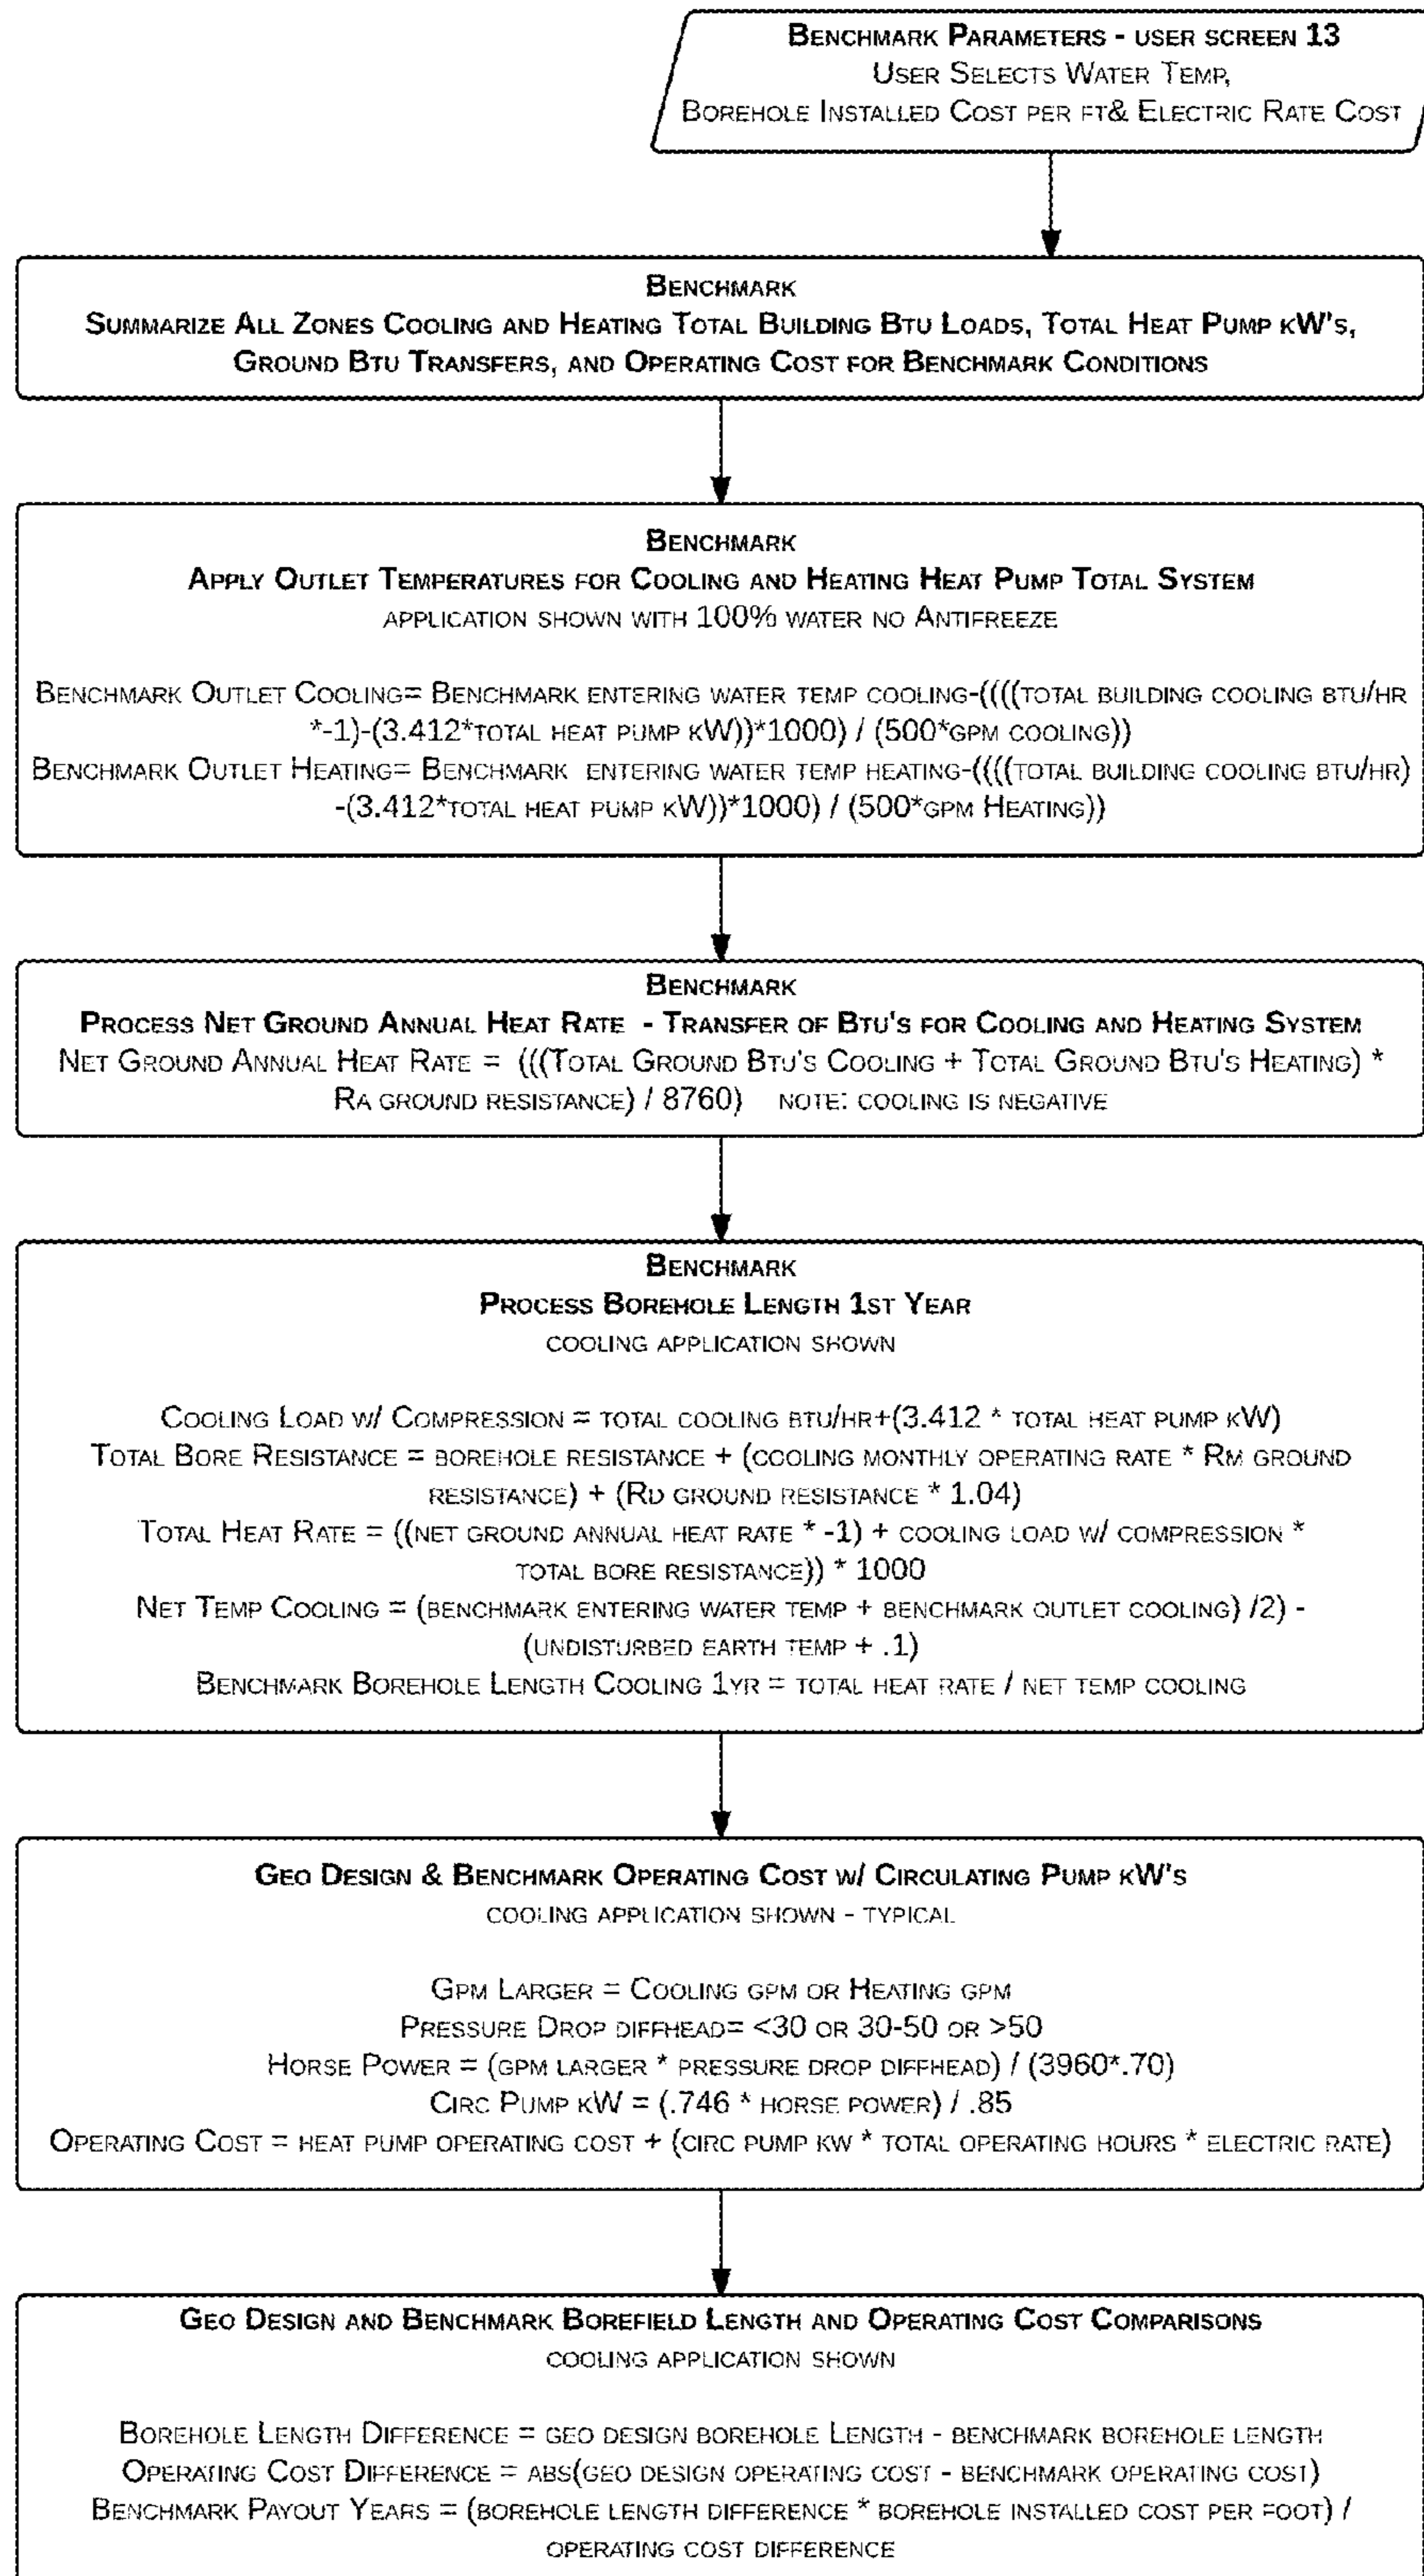 Benchmark Parameters - user screen 13
User Selects Water Temp,
Borehole Installed Cost per ft& Electric Rate Cost
Benchmark
Summarize All Zones Cooling and Heating Total Building Btu Loads, Total Heat Pump kW's,
Ground Btu Transfers, and Operating Cost for Benchmark Conditions
Benchmark
Apply Outlet Temperatures for Cooling and Heating Heat Pump Total System
application shown with 100% water no Antifreeze
Benchmark Outlet Cooling= Benchmark entering water temp cooling-((((total building cooling btu/hr
*-1)-(3.412*total heat pump kW))*1000) / (500*gpm cooling))
Benchmark Outlet Heating= Benchmark entering water temp heating-((((total building cooling btu/hr)
-(3.412*total heat pump kW))*1000) / (500*gpm Heating))
Benchmark
Process Net Ground Annual Heat Rate - Transfer of Btu's for Cooling and Heating System
Net Ground Annual Heat Rate = (((Total Ground Btu's Cooling + Total Ground Btu's Heating) *
Ra ground resistance) / 8760) note: cooling is negative
Benchmark
Process Borehole Length 1st Year
cooling application shown
Cooling Load w/ Compression = total cooling btu/hr+(3.412 * total heat pump kW)
Total Bore Resistance = borehole resistance + (cooling monthly operating rate * Rm ground
resistance) + (Rd ground resistance * 1.04)
Total Heat Rate = ((net ground annual heat rate * -1) + cooling load w/ compression *
total bore resistance)) * 1000
Net Temp Cooling = (benchmark entering water temp + benchmark outlet cooling) /2) -
(undisturbed earth temp + .1)
Benchmark Borehole Length Cooling 1yr = total heat rate / net temp cooling
Geo Design & Benchmark Operating Cost w/ Circulating Pump kW's
cooling application shown - typical
Gpm Larger = Cooling gpm or Heating gpm
Pressure Drop diffhead= <30 or 30-50 or >50
Horse Power = (gpm larger * pressure drop diffhead) / (3960*.70)
Circ Pump kW = (.746 * horse power) / .85
Operating Cost = heat pump operating cost + (circ pump kw * total operating hours * electric rate)
Geo Design and Benchmark Borefield Length and Operating Cost Comparisons
cooling application shown
Borehole Length Difference = geo design borehole Length - benchmark borehole length
Operating Cost Difference = abs(geo design operating cost - benchmark operating cost)
Benchmark Payout Years = (borehole length difference * borehole installed cost per foot) /
operating cost difference